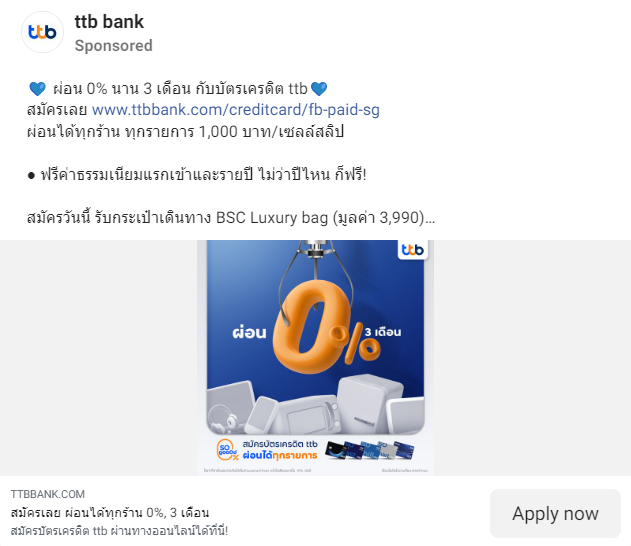 ttb
ttb bank
Sponsored
💙 ผ่อน 0% นาน 3 เดือน กับบัตรเครดิต ttb💙
สมัครเลย www.ttbbank.com/creditcard/fb-paid-sg
ผ่อนได้ทุกร้าน ทุกรายการ 1,000 บาท/เซลล์สลิป
● ฟรีค่าธรรมเนียมแรกเข้าและรายปี ไม่ว่าปีไหน ก็ฟรี!
สมัครวันนี้ รับกระเป๋าเดินทาง BSC Luxury bag (มูลค่า 3,990)...
ttb
ผ่อน 0% 3 เดือน
SO GOOOD สมัครบัตรเครดิต ttb
ผ่อนได้ทุกรายการ
TTBBANK.COM
สมัครเลย ผ่อนได้ทุกร้าน 0%, 3 เดือน
สมัครบัตรเครดิต ttb ผ่านทางออนไลน์ได้ที่นี่!
Apply now